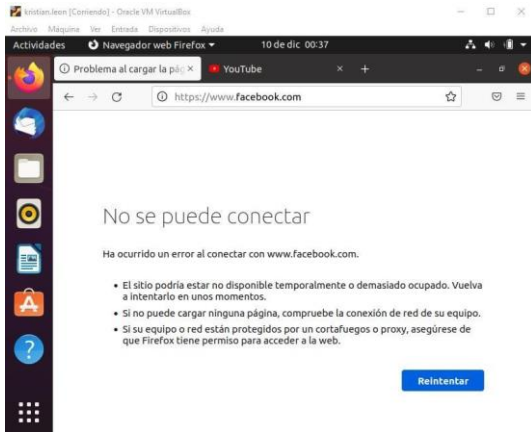 kristian.leon [Corriendo] - Oracle VM VirtualBox
Archivo Máquina Ver Entrada Dispositivos Ayuda
Actividades Navegador web Firefox 10 de dic 00:37
Problema al cargar la pág YouTube
https://www.facebook.com
No se puede conectar
Ha ocurrido un error al conectar con www.facebook.com.
• El sitio podría estar no disponible temporalmente o demasiado ocupado. Vuelva
a intentarlo en unos momentos.
• Si no puede cargar ninguna página, compruebe la conexión de red de su equipo.
• Si su equipo o red están protegidos por un cortafuegos o proxy, asegúrese de
que Firefox tiene permiso para acceder a la web.
Reintentar